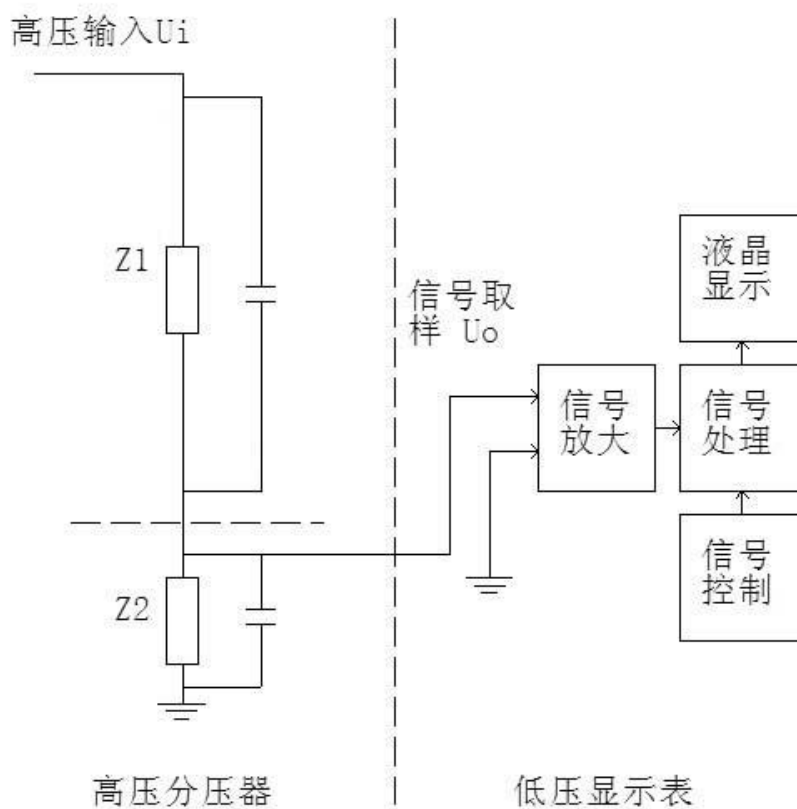 高压输入Ui
Z1
信号取
样 Uo
液晶
显示
信号
放大
信号
处理
信号
控制
Z2
高压分压器
低压显示表